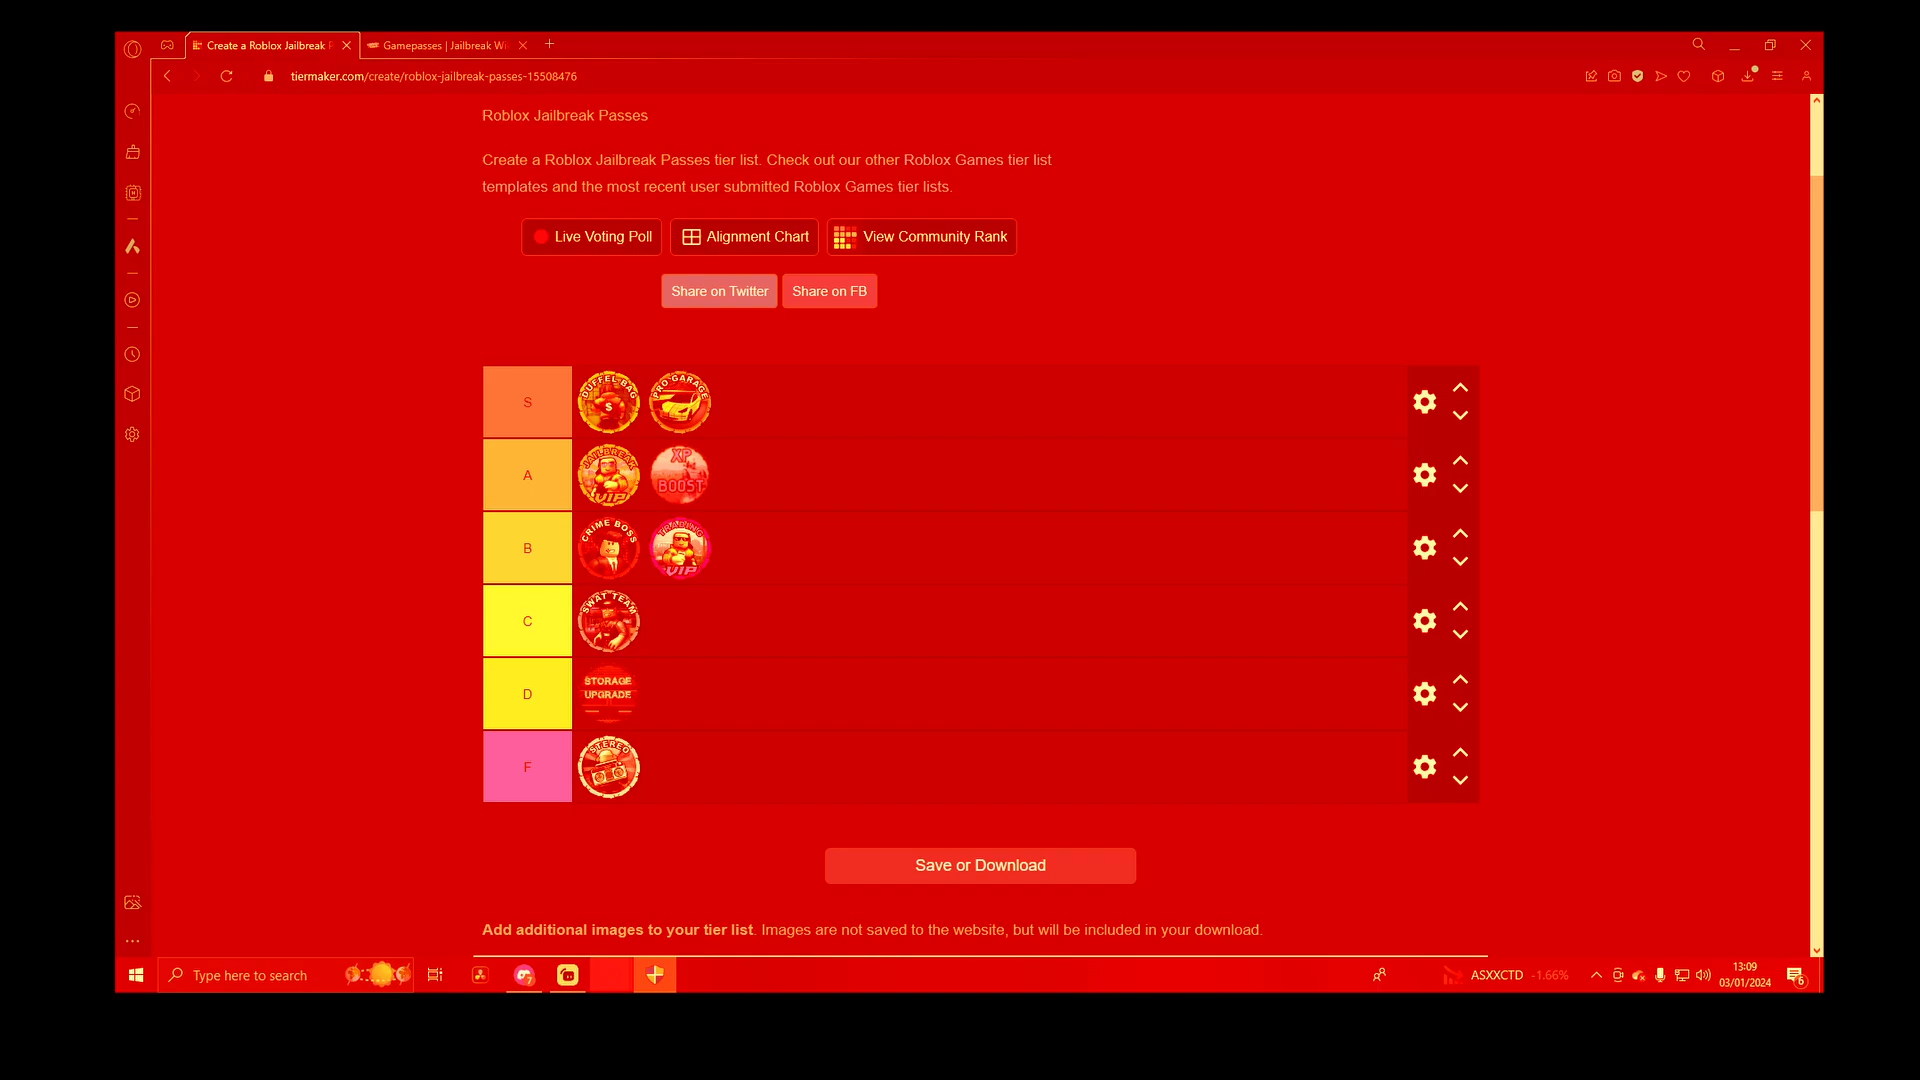 Create a Roblox Jailbreak P
Gamepasses | Jailbreak Wi
tiermaker.com/create/roblox-jailbreak-passes-15508476
Roblox Jailbreak Passes
Create a Roblox Jailbreak Passes tier list. Check out our other Roblox Games tier list
templates and the most recent user submitted Roblox Games tier lists.
Live Voting Poll
Alignment Chart
View Community Rank
Share on Twitter
Share on FB
S
DUFFEL BAG
$
PRO GARAGE
A
JAILBREAK
VIP
XP
BOOST
B
CRIME BOSS
TRADING
VIP
C
SWAT TEAM
D
STORAGE
UPGRADE
F
STEREO
Save or Download
Add additional images to your tier list. Images are not saved to the website, but will be included in your download.
Type here to search
ASXXCTD -1.66%
13:09
03/01/2024
6